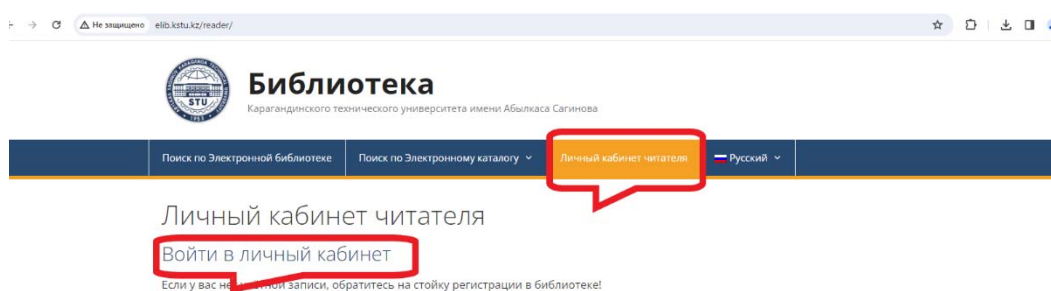 Не защищено elib.kstu.kz/reader/
STU
Библиотека
Карагандинского технического университета имени Абылкаса Сагинова
Поиск по Электронной библиотеке Поиск по Электронному каталогу Личный кабинет читателя Русский
Личный кабинет читателя
Войти в личный кабинет
Если у вас записи, обратитесь на стойку регистрации в библиотеке!